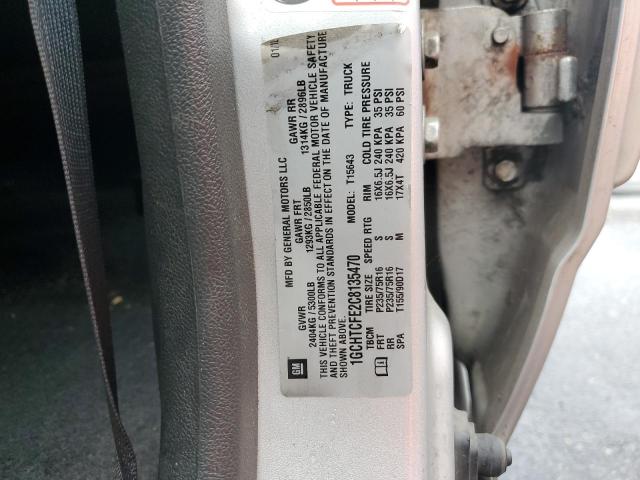 MFD BY GENERAL MOTORS LLC 01/1
GVWR GAWR FRT GAWR RR
2404KG / 5300LB 1293KG / 2850LB 1314KG / 2896LB
THIS VEHICLE CONFORMS TO ALL APPLICABLE FEDERAL MOTOR VEHICLE SAFETY
AND THEFT PREVENTION STANDARDS IN EFFECT ON THE DATE OF MANUFACTURE
SHOWN ABOVE.
1GCHTCFE2C8135470 MODEL: T15643 TYPE: TRUCK
TBCM TIRE SIZE SPEED RTG RIM COLD TIRE PRESSURE
FRT P235/75R16 S 16X6.5J 240 KPA 35 PSI
RR P235/75R16 S 16X6.5J 240 KPA 35 PSI
SPA T155/90D17 M 17X4T 420 KPA 60 PSI
GM